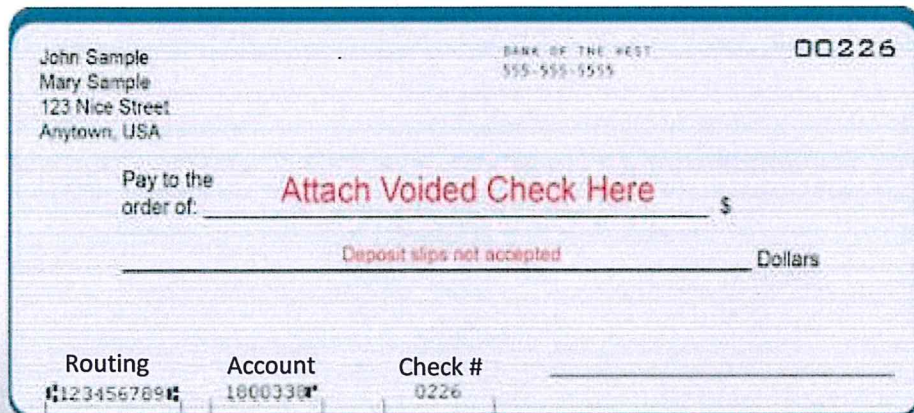 John Sample
Mary Sample
123 Nice Street
Anytown, USA
BANK OF THE WEST
555-555-5555
00226
Pay to the
order of:
Attach Voided Check Here
$
Deposit slips not accepted
Dollars
Routing
Account
Check #
⑆123456789⑆
1800338⑈
0226